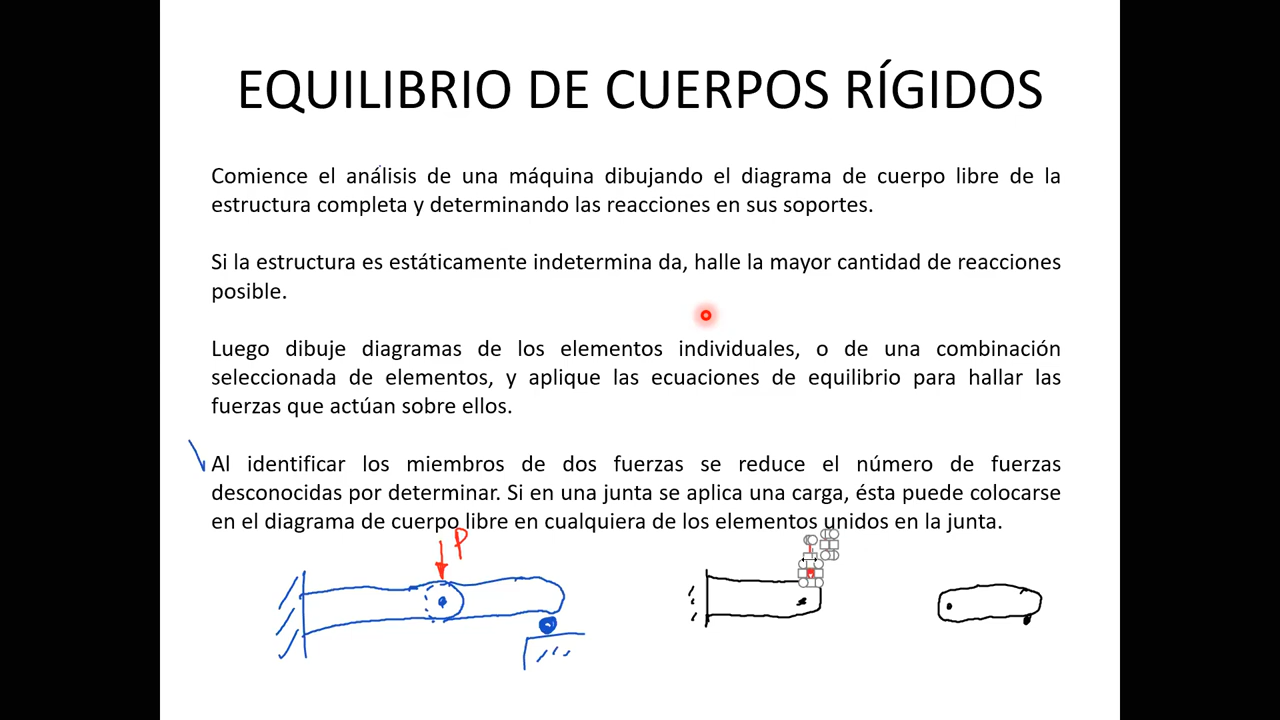 EQUILIBRIO DE CUERPOS RÍGIDOS
Comience el análisis de una máquina dibujando el diagrama de cuerpo libre de la
estructura completa y determinando las reacciones en sus soportes.
Si la estructura es estáticamente indetermina da, halle la mayor cantidad de reacciones
posible.
Luego dibuje diagramas de los elementos individuales, o de una combinación
seleccionada de elementos, y aplique las ecuaciones de equilibrio para hallar las
fuerzas que actúan sobre ellos.
Al identificar los miembros de dos fuerzas se reduce el número de fuerzas
desconocidas por determinar. Si en una junta se aplica una carga, ésta puede colocarse
en el diagrama de cuerpo libre en cualquiera de los elementos unidos en la junta.
P